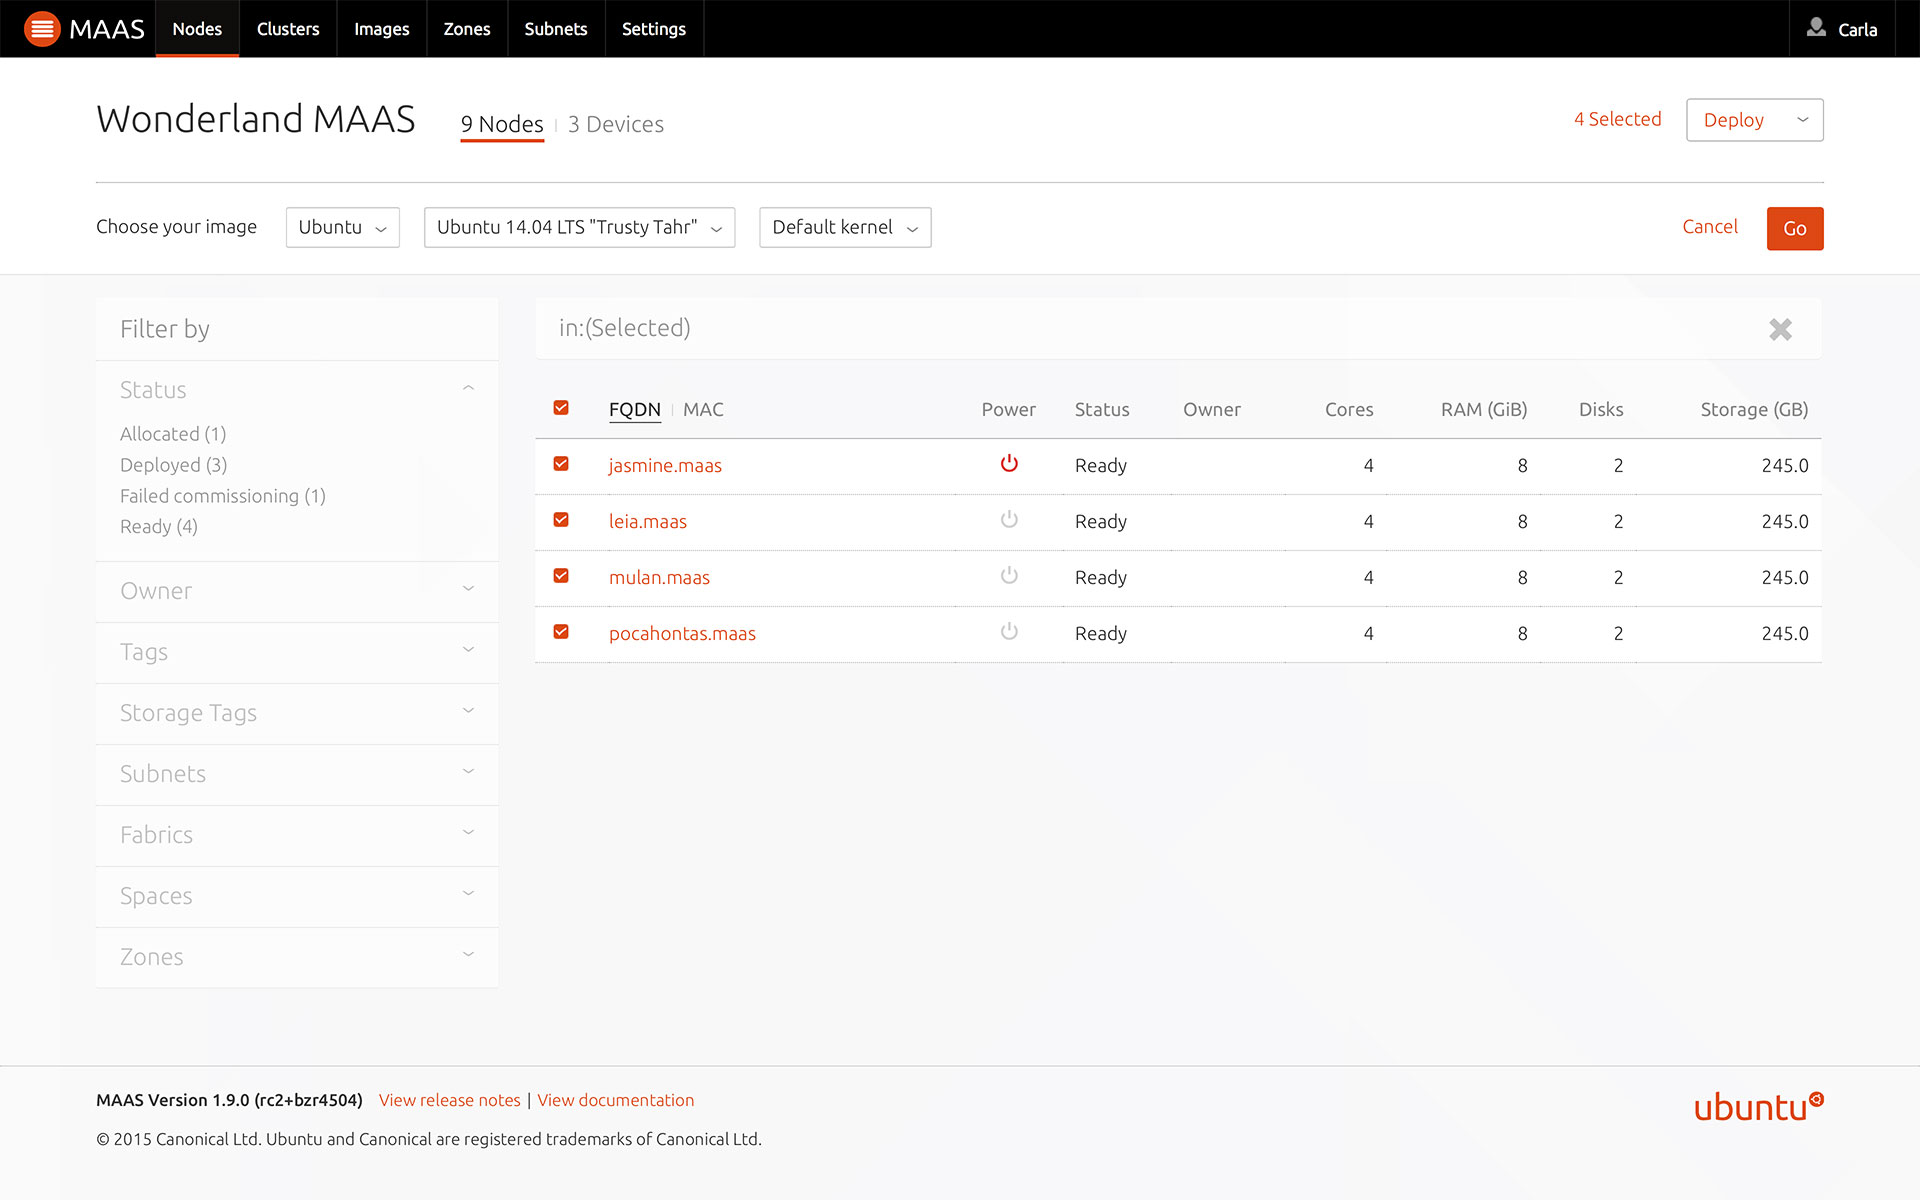 MAAS Nodes Clusters Images Zones Subnets Settings Carla
Wonderland MAAS 9 Nodes 3 Devices 4 Selected Deploy
Choose your image Ubuntu Ubuntu 14.04 LTS "Trusty Tahr" Default kernel Cancel Go
Filter by
Status
Allocated (1)
Deployed (3)
Failed commissioning (1)
Ready (4)
Owner
Tags
Storage Tags
Subnets
Fabrics
Spaces
Zones
in:(Selected)
FQDN MAC Power Status Owner Cores RAM (GiB) Disks Storage (GB)
jasmine.maas Ready 4 8 2 245.0
leia.maas Ready 4 8 2 245.0
mulan.maas Ready 4 8 2 245.0
pocahontas.maas Ready 4 8 2 245.0
MAAS Version 1.9.0 (rc2+bzr4504) View release notes | View documentation
© 2015 Canonical Ltd. Ubuntu and Canonical are registered trademarks of Canonical Ltd.
ubuntu